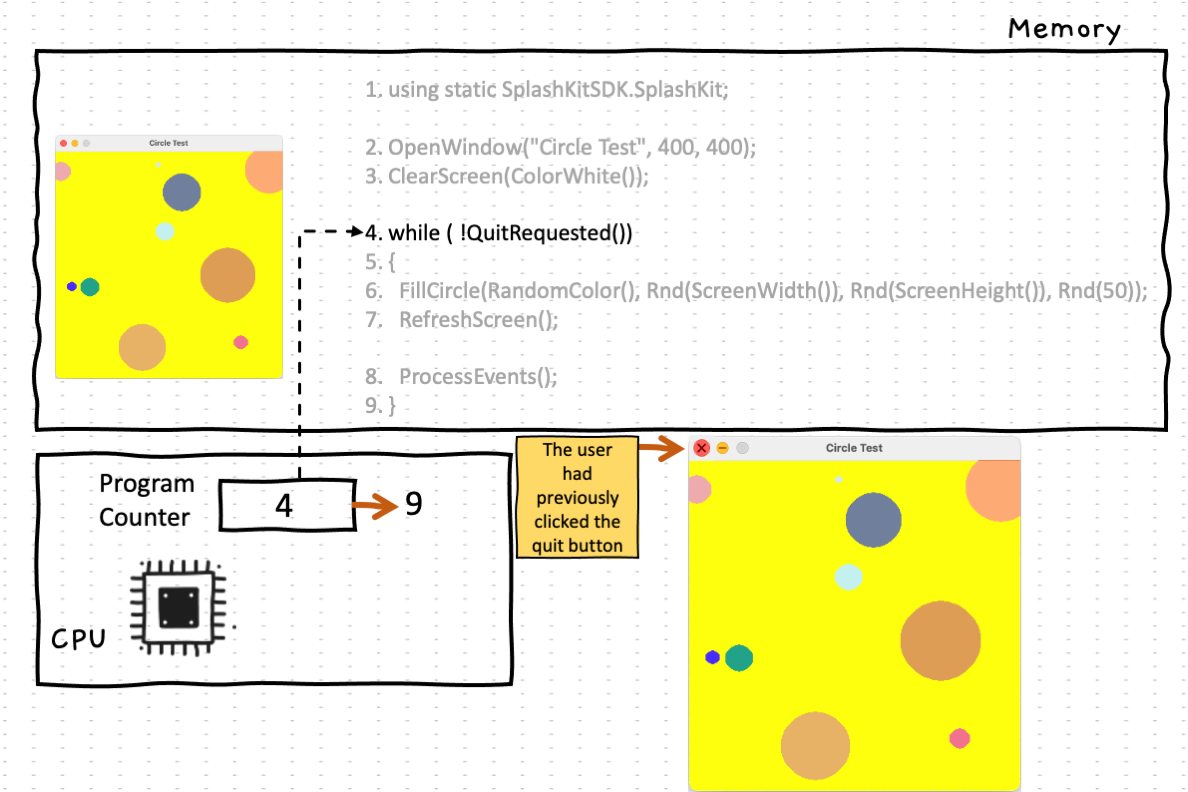 Memory
1. using static SplashKitSDK.SplashKit;
Circle Test
2. OpenWindow("Circle Test", 400, 400);
3. ClearScreen(ColorWhite());
4. while ( !QuitRequested())
5. {
6. FillCircle(RandomColor(), Rnd(ScreenWidth()), Rnd(ScreenHeight()), Rnd(50));
7. RefreshScreen();
8. ProcessEvents();
9. }
Program
Counter
4
9
CPU
The user
had
previously
clicked the
quit button
Circle Test